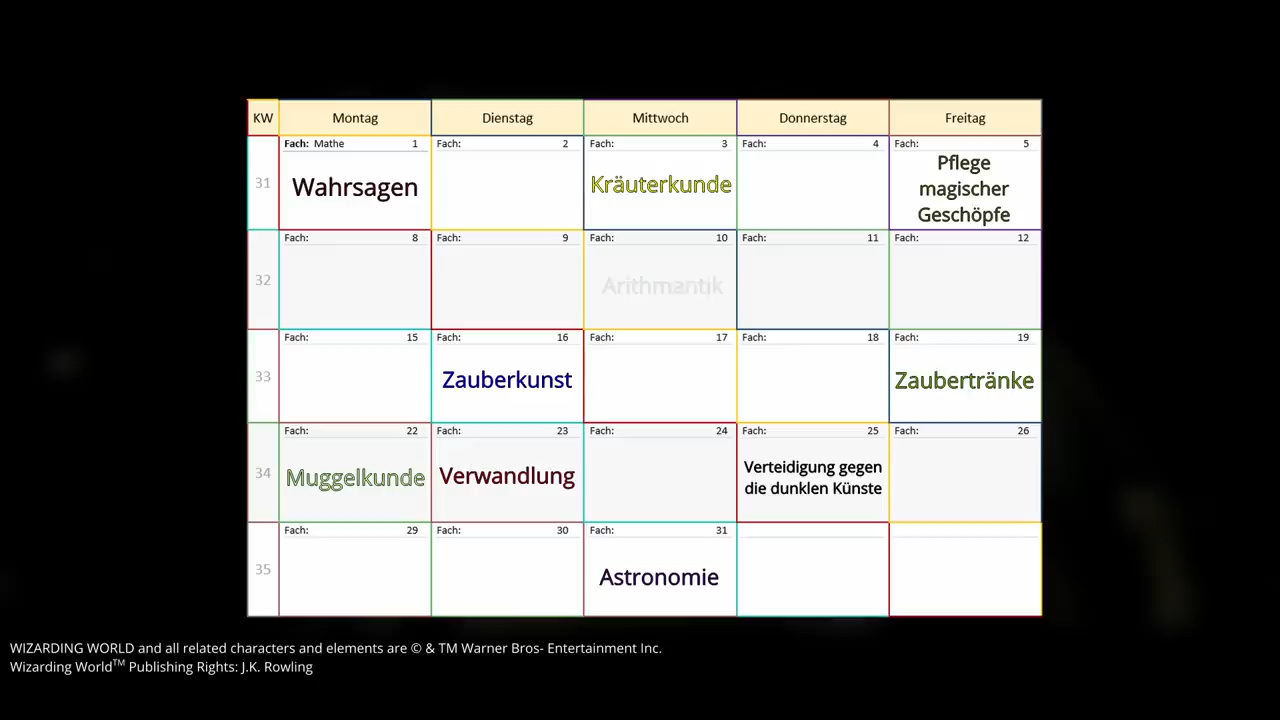 KW Montag Dienstag Mittwoch Donnerstag Freitag
Fach: Mathe 1 Fach: 2 Fach: 3 Fach: 4 Fach: 5
31 Wahrsagen Kräuterkunde Pflege
magischer
Geschöpfe
Fach: 8 Fach: 9 Fach: 10 Fach: 11 Fach: 12
32 Arithmantik
Fach: 15 Fach: 16 Fach: 17 Fach: 18 Fach: 19
33 Zauberkunst Zaubertränke
Fach: 22 Fach: 23 Fach: 24 Fach: 25 Fach: 26
34 Muggelkunde Verwandlung Verteidigung gegen
die dunklen Künste
Fach: 29 Fach: 30 Fach: 31
35 Astronomie
WIZARDING WORLD and all related characters and elements are © & TM Warner Bros- Entertainment Inc.
Wizarding World™ Publishing Rights: J.K. Rowling